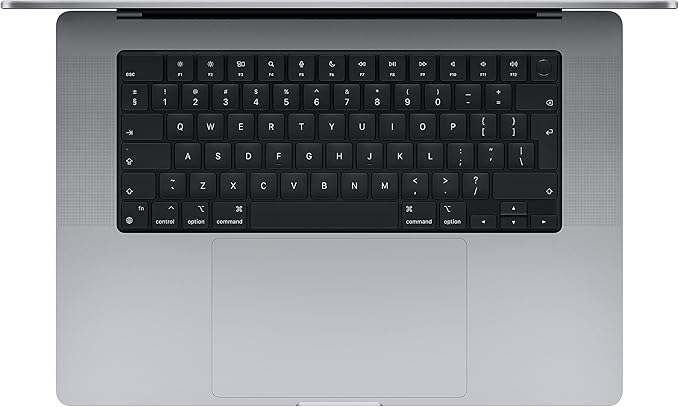 esc F1 F2 F3 F4 F5 F6 F7 F8 F9 F10 F11 F12
± ! @ # $ % ^ & * ( ) _ +
§ 1 2 3 4 5 6 7 8 9 0 - =
Q W E R T Y U I O P { }
[ ]
A S D F G H J K L : " |
; ' \
~ Z X C V B N M < > ?
` , . /
fn ^ ⌥ ⌘ ⌘ ⌥
control option command command option